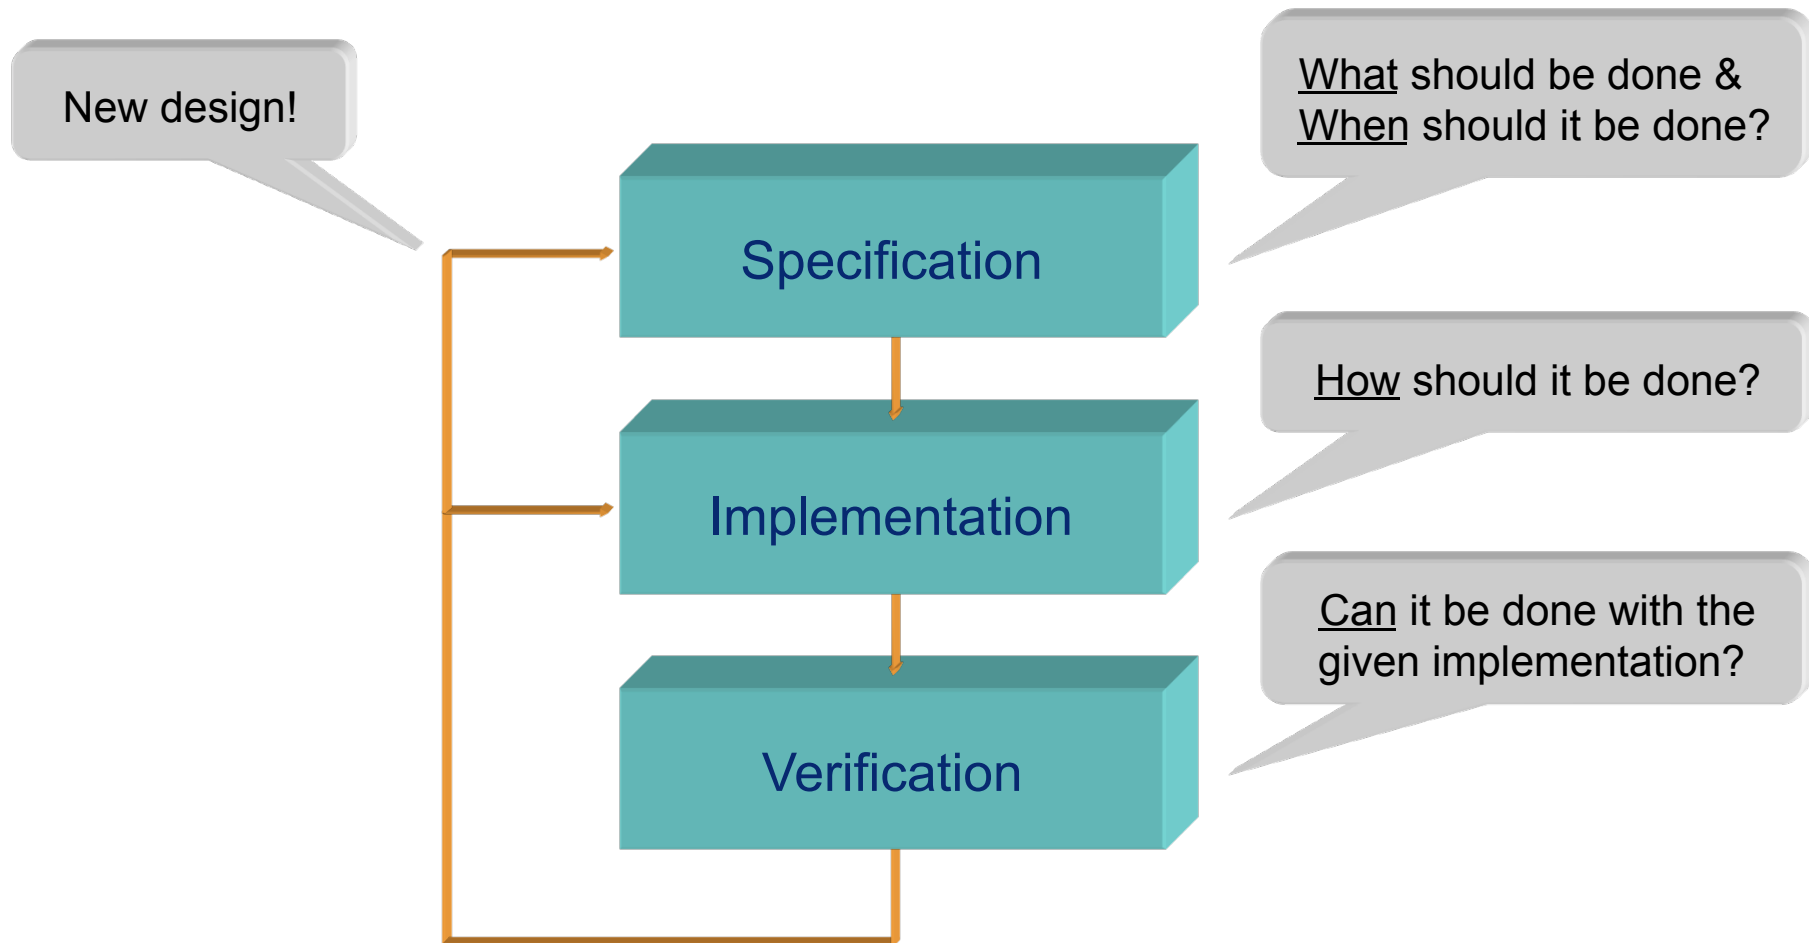 New design!
What should be done &
When should it be done?
Specification
How should it be done?
Implementation
Can it be done with the
given implementation?
Verification